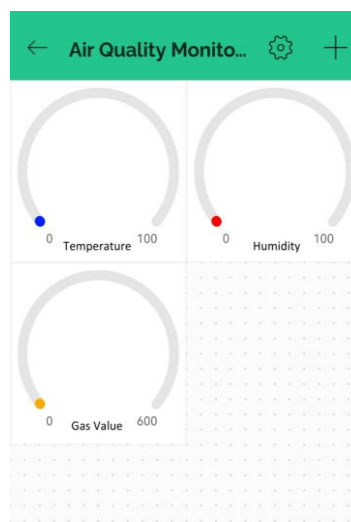 Air Quality Monito...
0 Temperature 100
0 Humidity 100
0 Gas Value 600